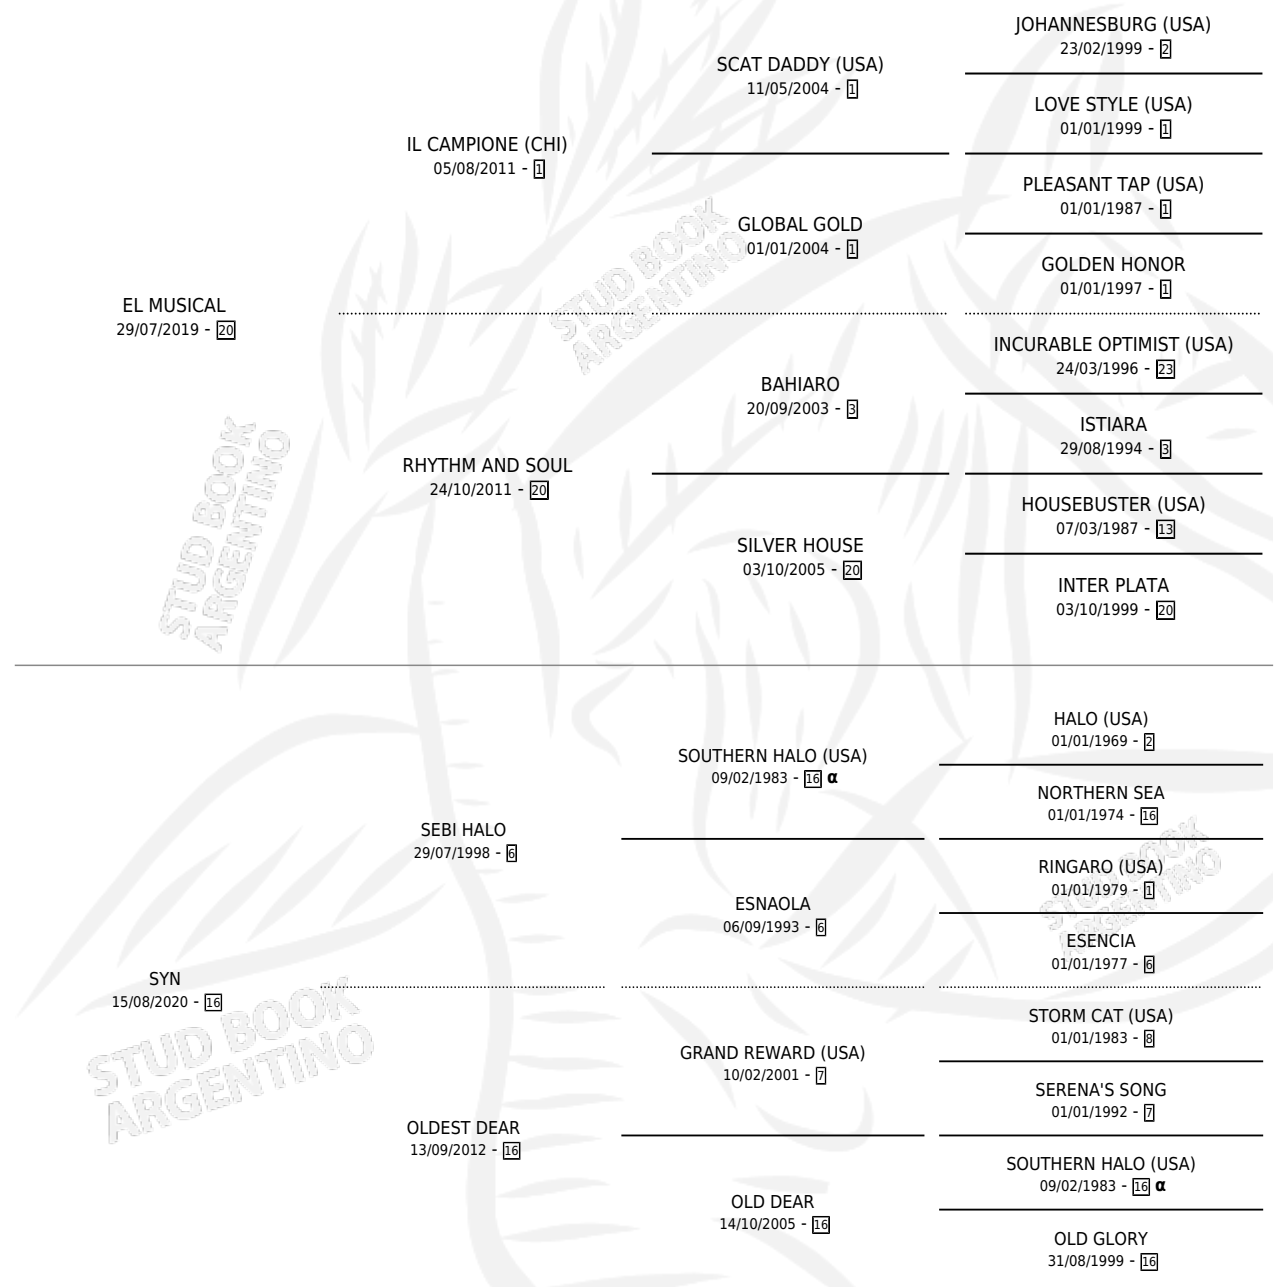 JOHANNESBURG (USA)
23/02/1999 - 2
SCAT DADDY (USA)
11/05/2004 - 1
LOVE STYLE (USA)
01/01/1999 - 1
IL CAMPIONE (CHI)
05/08/2011 - 1
PLEASANT TAP (USA)
01/01/1987 - 1
GLOBAL GOLD
01/01/2004 - 1
GOLDEN HONOR
01/01/1997 - 1
EL MUSICAL
29/07/2019 - 20
INCURABLE OPTIMIST (USA)
24/03/1996 - 23
BAHIARO
20/09/2003 - 3
ISTIARA
29/08/1994 - 3
RHYTHM AND SOUL
24/10/2011 - 20
HOUSEBUSTER (USA)
07/03/1987 - 13
SILVER HOUSE
03/10/2005 - 20
INTER PLATA
03/10/1999 - 20
HALO (USA)
01/01/1969 - 2
SOUTHERN HALO (USA)
09/02/1983 - 16 α
NORTHERN SEA
01/01/1974 - 16
SEBI HALO
29/07/1998 - 6
RINGARO (USA)
01/01/1979 - 1
ESNAOLA
06/09/1993 - 6
ESENCIA
01/01/1977 - 6
SYN
15/08/2020 - 16
STORM CAT (USA)
01/01/1983 - 8
GRAND REWARD (USA)
10/02/2001 - 7
SERENA'S SONG
01/01/1992 - 7
OLDEST DEAR
13/09/2012 - 16
SOUTHERN HALO (USA)
09/02/1983 - 16 α
OLD DEAR
14/10/2005 - 16
OLD GLORY
31/08/1999 - 16
STUD BOOK
ARGENTINO
STUD BOOK
ARGENTINO
STUD BOOK
ARGENTINO
STUD BOOK
ARGENTINO